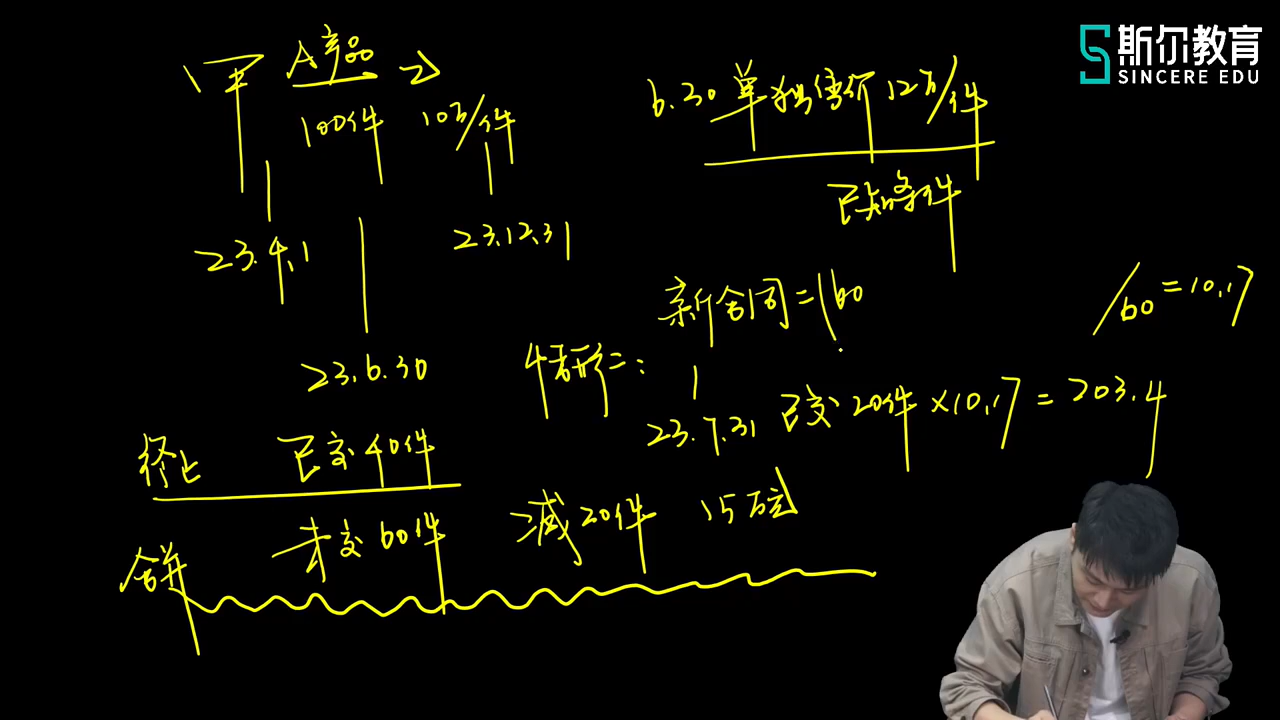 斯尔教育
SINCERE EDU
甲 A产品
100件 10万/件
6.30 单独售价 12万/件
已知条件
23.4.1
23.12.31
新合同=160
/60=10.17
23.6.30
情形二:
23.7.31 已交20件×10.17=203.4
终止 已交40件
未交60件 减20件 15万/件
合并